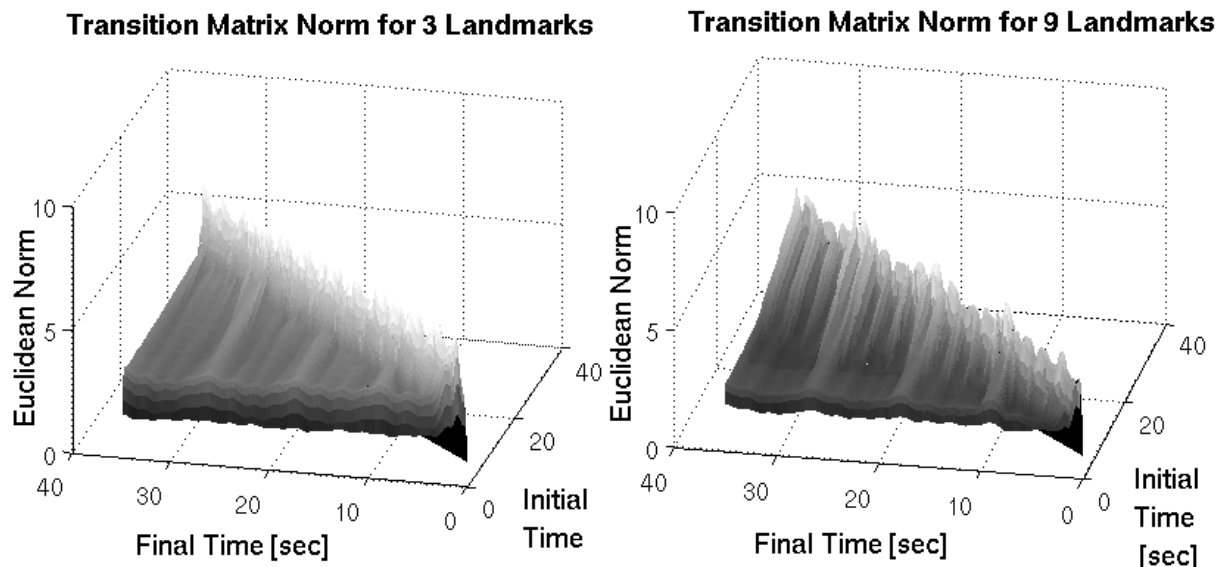 Transition Matrix Norm for 3 Landmarks
10
5
0
Euclidean Norm
40
30
20
10
0
Final Time [sec]
0
20
40
Initial
Time
Transition Matrix Norm for 9 Landmarks
10
5
0
Euclidean Norm
40
30
20
10
0
Final Time [sec]
0
20
40
Initial
Time
[sec]